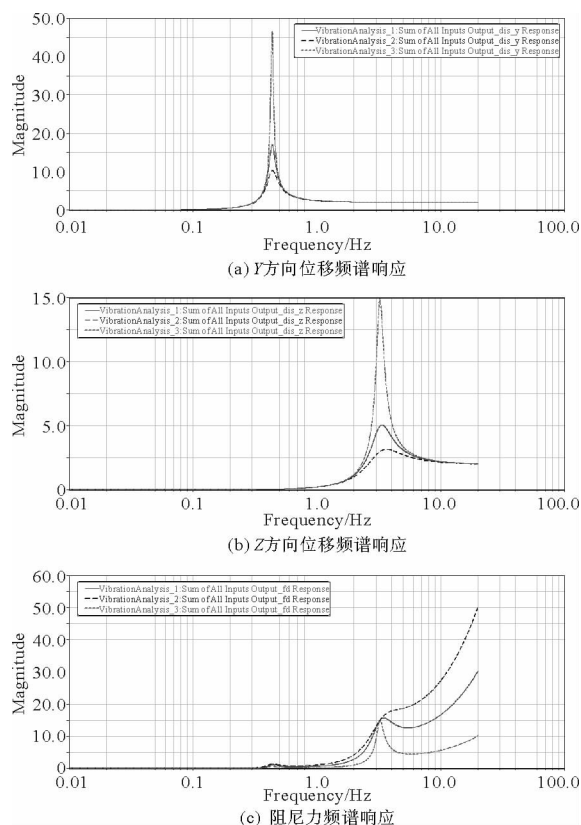 50.0
VibrationAnalysis_1:Sum of All Inputs Output_dis_y Response
VibrationAnalysis_2:Sum of All Inputs Output_dis_y Response
VibrationAnalysis_3:Sum of All Inputs Output_dis_y Response
40.0
30.0
20.0
10.0
0.0
Magnitude
0.01 0.1 1.0 10.0 100.0
Frequency/Hz
(a) Y方向位移频谱响应
15.0
VibrationAnalysis_1:Sum of All Inputs Output_dis_z Response
VibrationAnalysis_2:Sum of All Inputs Output_dis_z Response
VibrationAnalysis_3:Sum of All Inputs Output_dis_z Response
10.0
5.0
0.0
Magnitude
0.01 0.1 1.0 10.0 100.0
Frequency/Hz
(b) Z方向位移频谱响应
60.0
VibrationAnalysis_1:Sum of All Inputs Output_fd Response
VibrationAnalysis_2:Sum of All Inputs Output_fd Response
VibrationAnalysis_3:Sum of All Inputs Output_fd Response
50.0
40.0
30.0
20.0
10.0
0.0
Magnitude
0.01 0.1 1.0 10.0 100.0
Frequency/Hz
(c) 阻尼力频谱响应